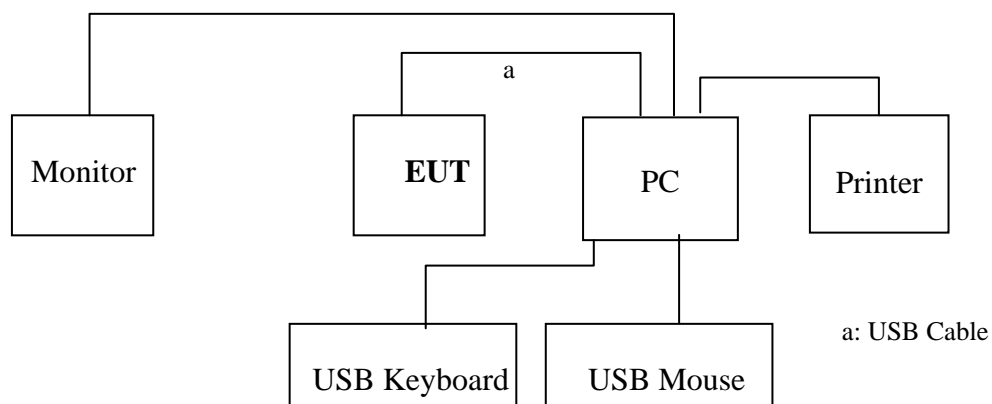 a
Monitor
EUT
PC
Printer
a: USB Cable
USB Keyboard
USB Mouse